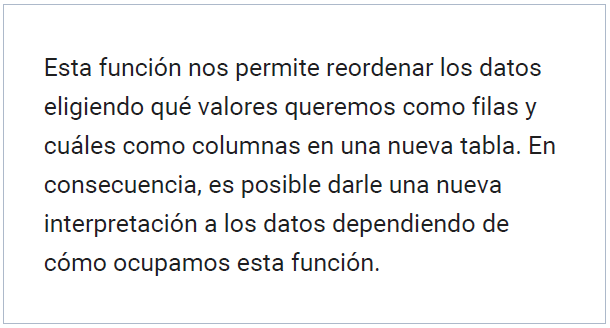 Esta función nos permite reordenar los datos
eligiendo qué valores queremos como filas y
cuáles como columnas en una nueva tabla. En
consecuencia, es posible darle una nueva
interpretación a los datos dependiendo de
cómo ocupamos esta función.